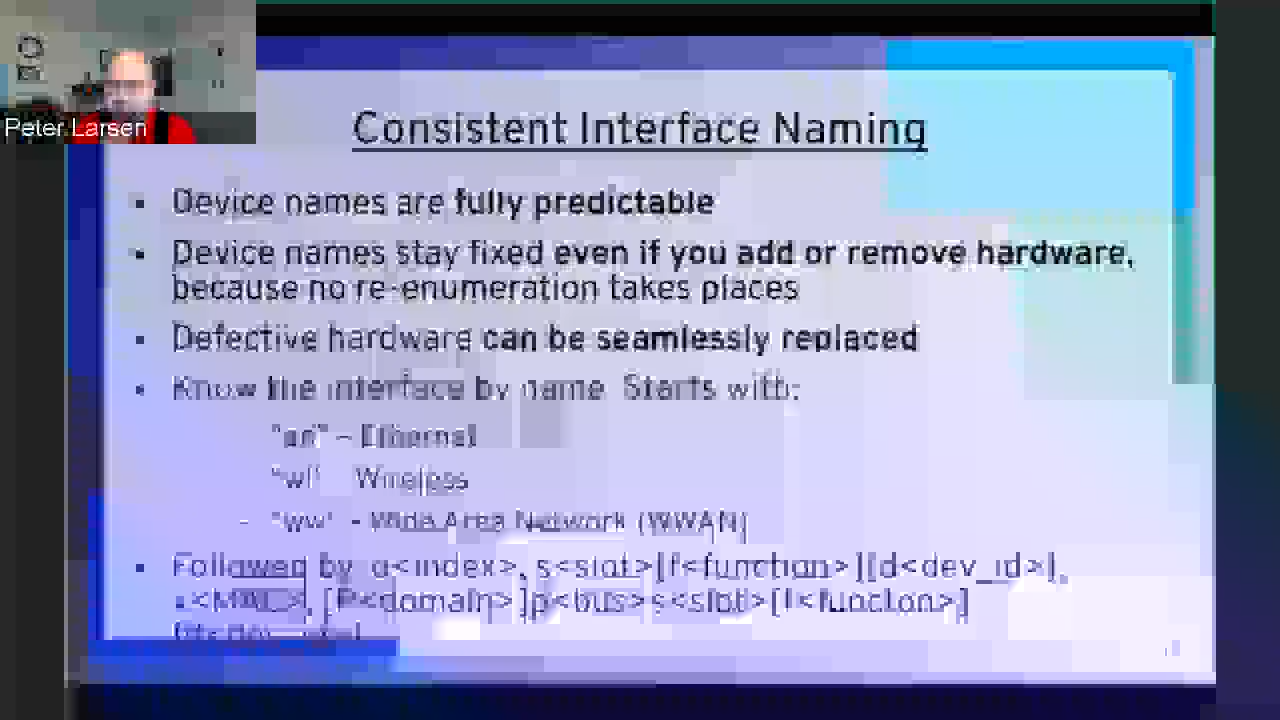 Peter Larsen
Consistent Interface Naming
Device names are fully predictable
Device names stay fixed even if you add or remove hardware,
because no re-enumeration takes places
Defective hardware can be seamlessly replaced
Know the interface by name Starts with:
"en" - Ethernet
"wl" Wireless
- "ww" - Wide Area Network (WWAN)
Followed by o<index>, s<slot>[f<function>][d<dev_id>],
x<MAC>, [P<domain>]p<bus>s<slot>[f<function>]